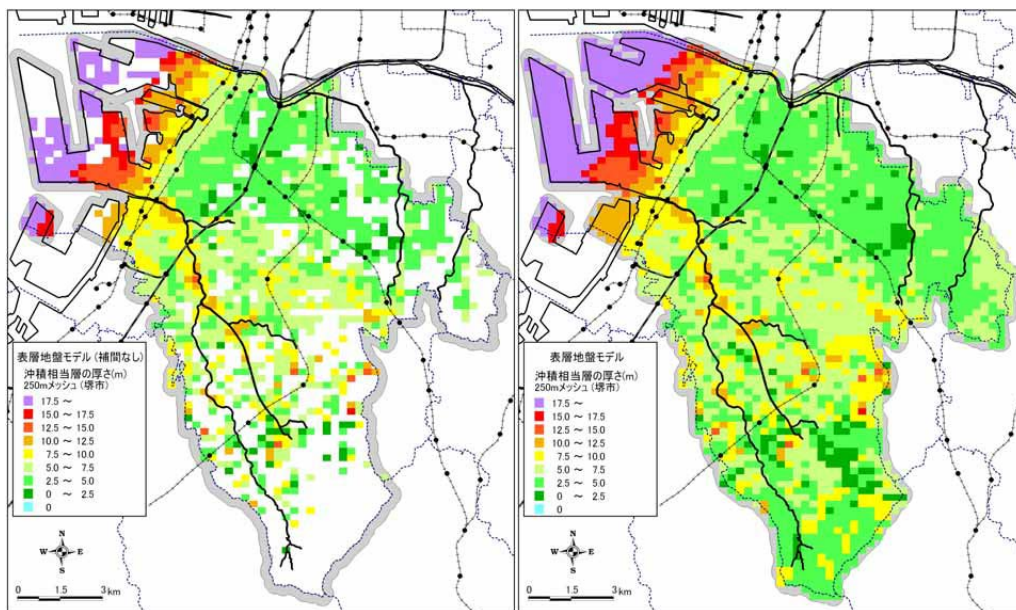 表層地盤モデル(補間なし)
沖積相当層の厚さ(m)
250mメッシュ(堺市)
17.5 ～
15.0 ～ 17.5
12.5 ～ 15.0
10.0 ～ 12.5
7.5 ～ 10.0
5.0 ～ 7.5
2.5 ～ 5.0
0 ～ 2.5
0
N
W E
S
0 1.5 3 km
表層地盤モデル
沖積相当層の厚さ(m)
250mメッシュ(堺市)
17.5 ～
15.0 ～ 17.5
12.5 ～ 15.0
10.0 ～ 12.5
7.5 ～ 10.0
5.0 ～ 7.5
2.5 ～ 5.0
0 ～ 2.5
0
N
W E
S
0 1.5 3 km